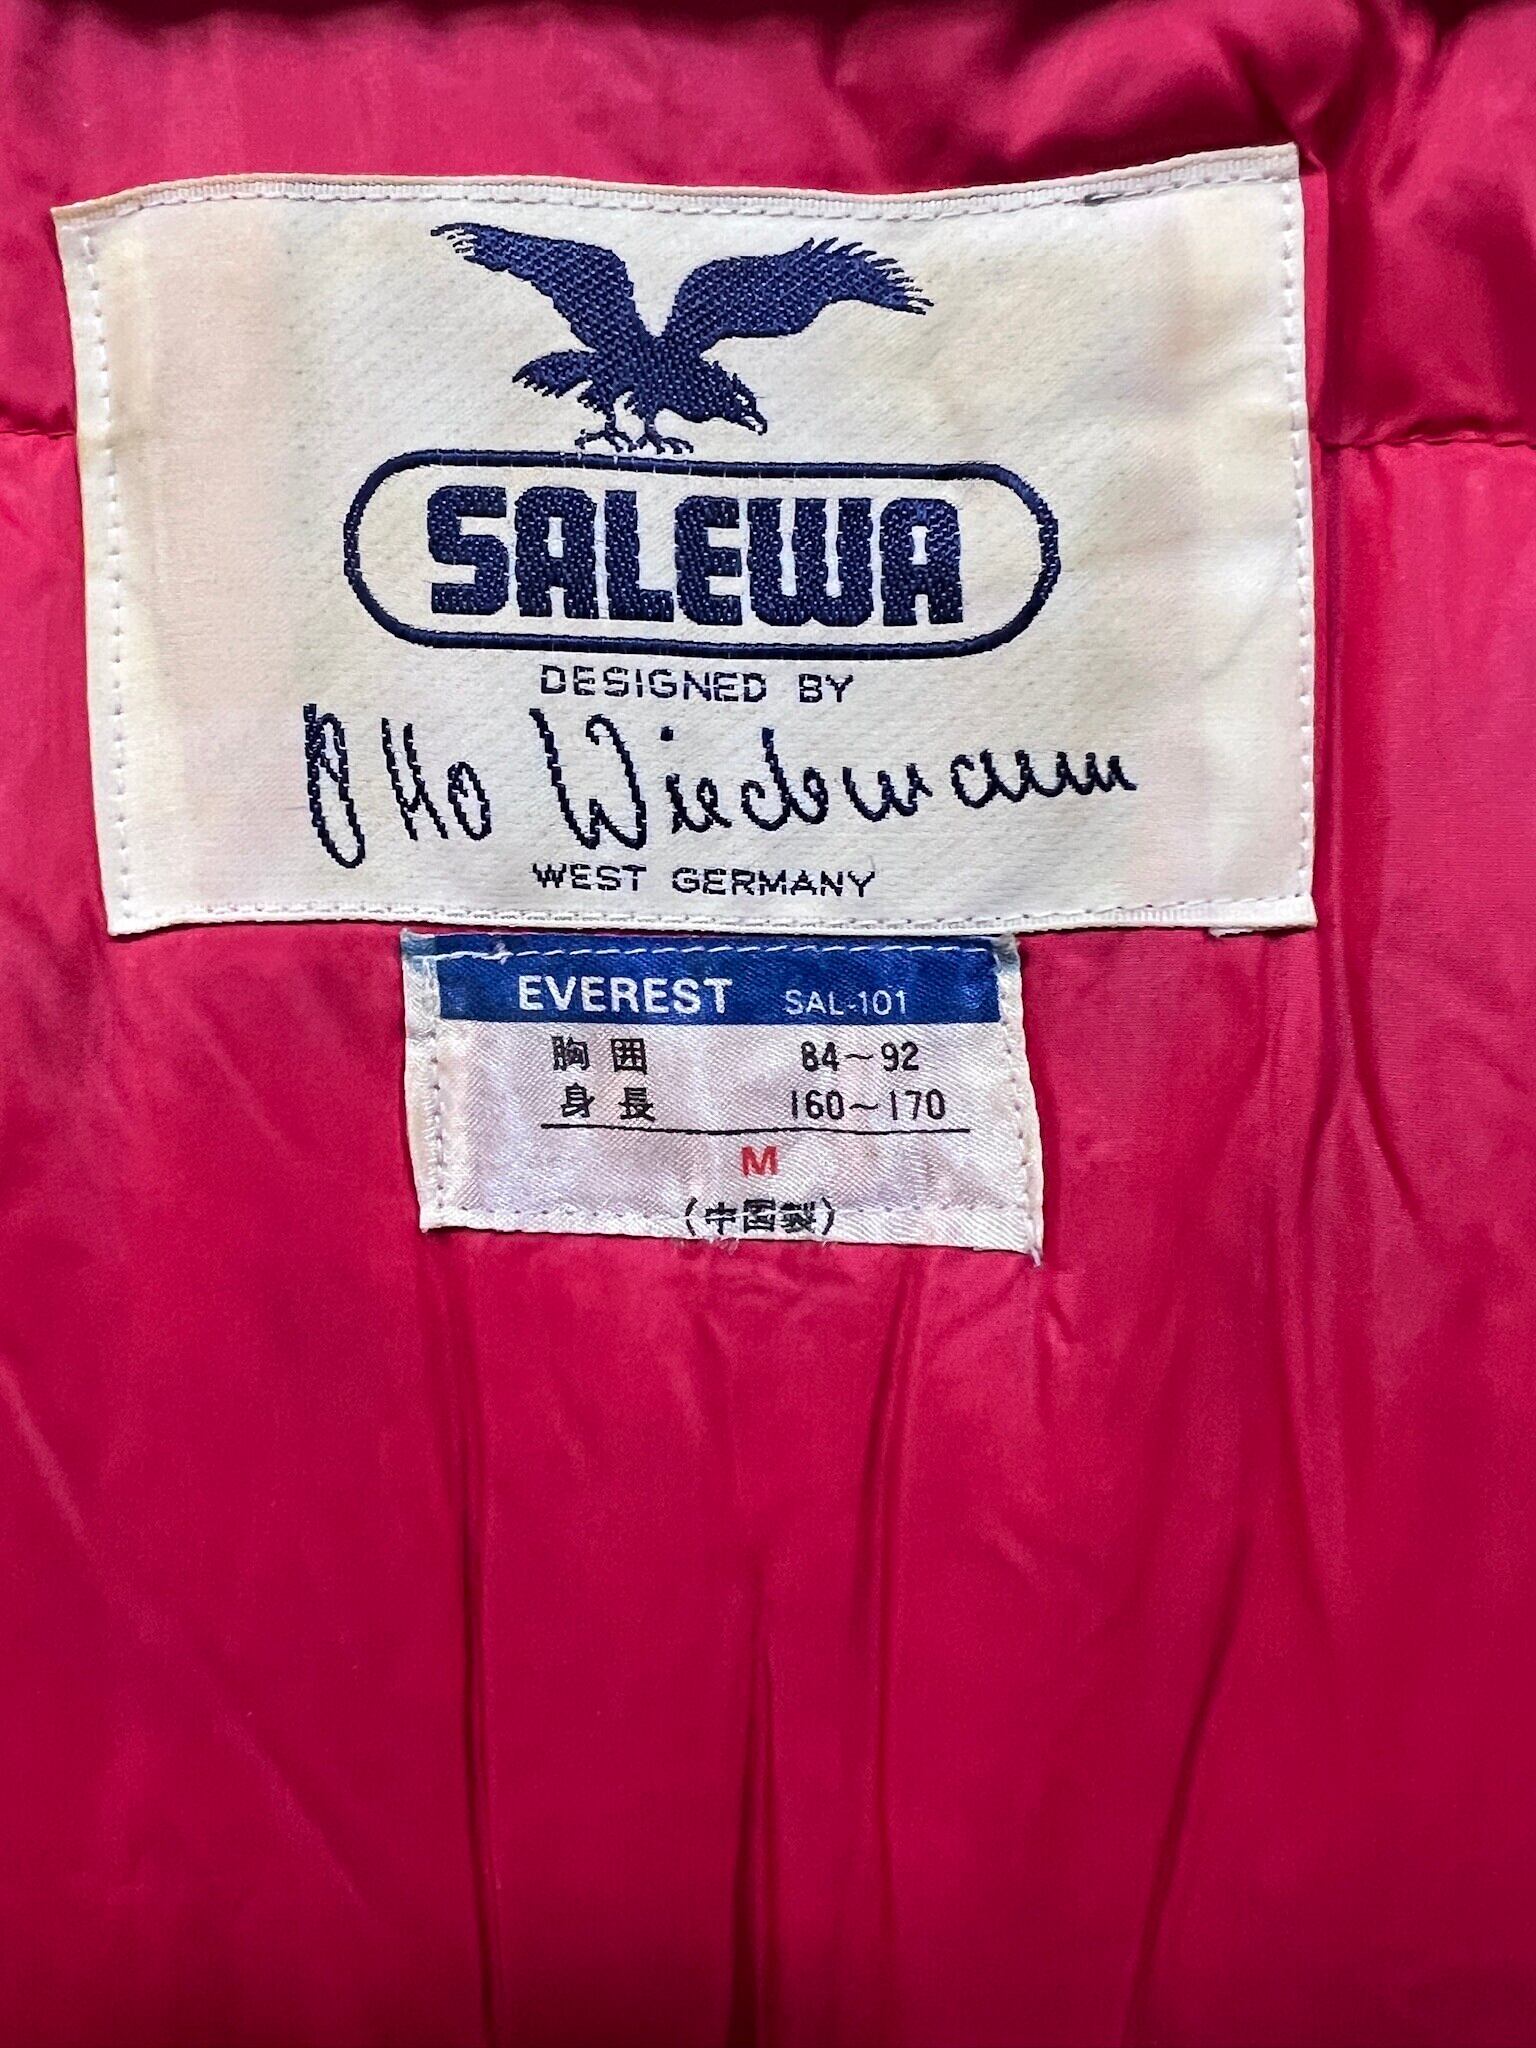 SALEWA
DESIGNED BY
Otto Wiedemann
WEST GERMANY
EVEREST SAL-101
胸囲 84~92
身長 160~170
M
(中国製)